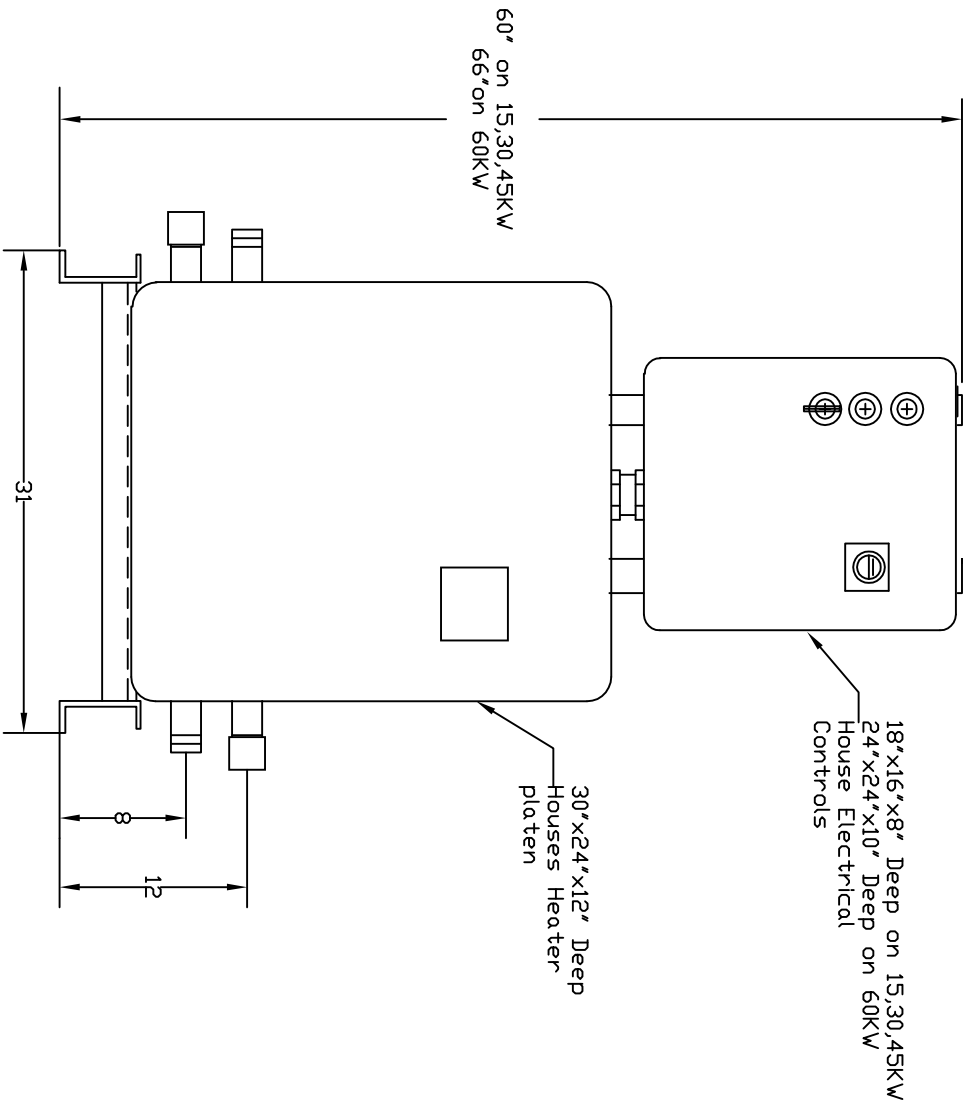 60" on 15,30,45KW
66"on 60KW
18"x16"x8" Deep on 15,30,45KW
24"x24"x10" Deep on 60KW
House Electrical
Controls
30"x24"x12" Deep
Houses Heater
platen
31
8
12